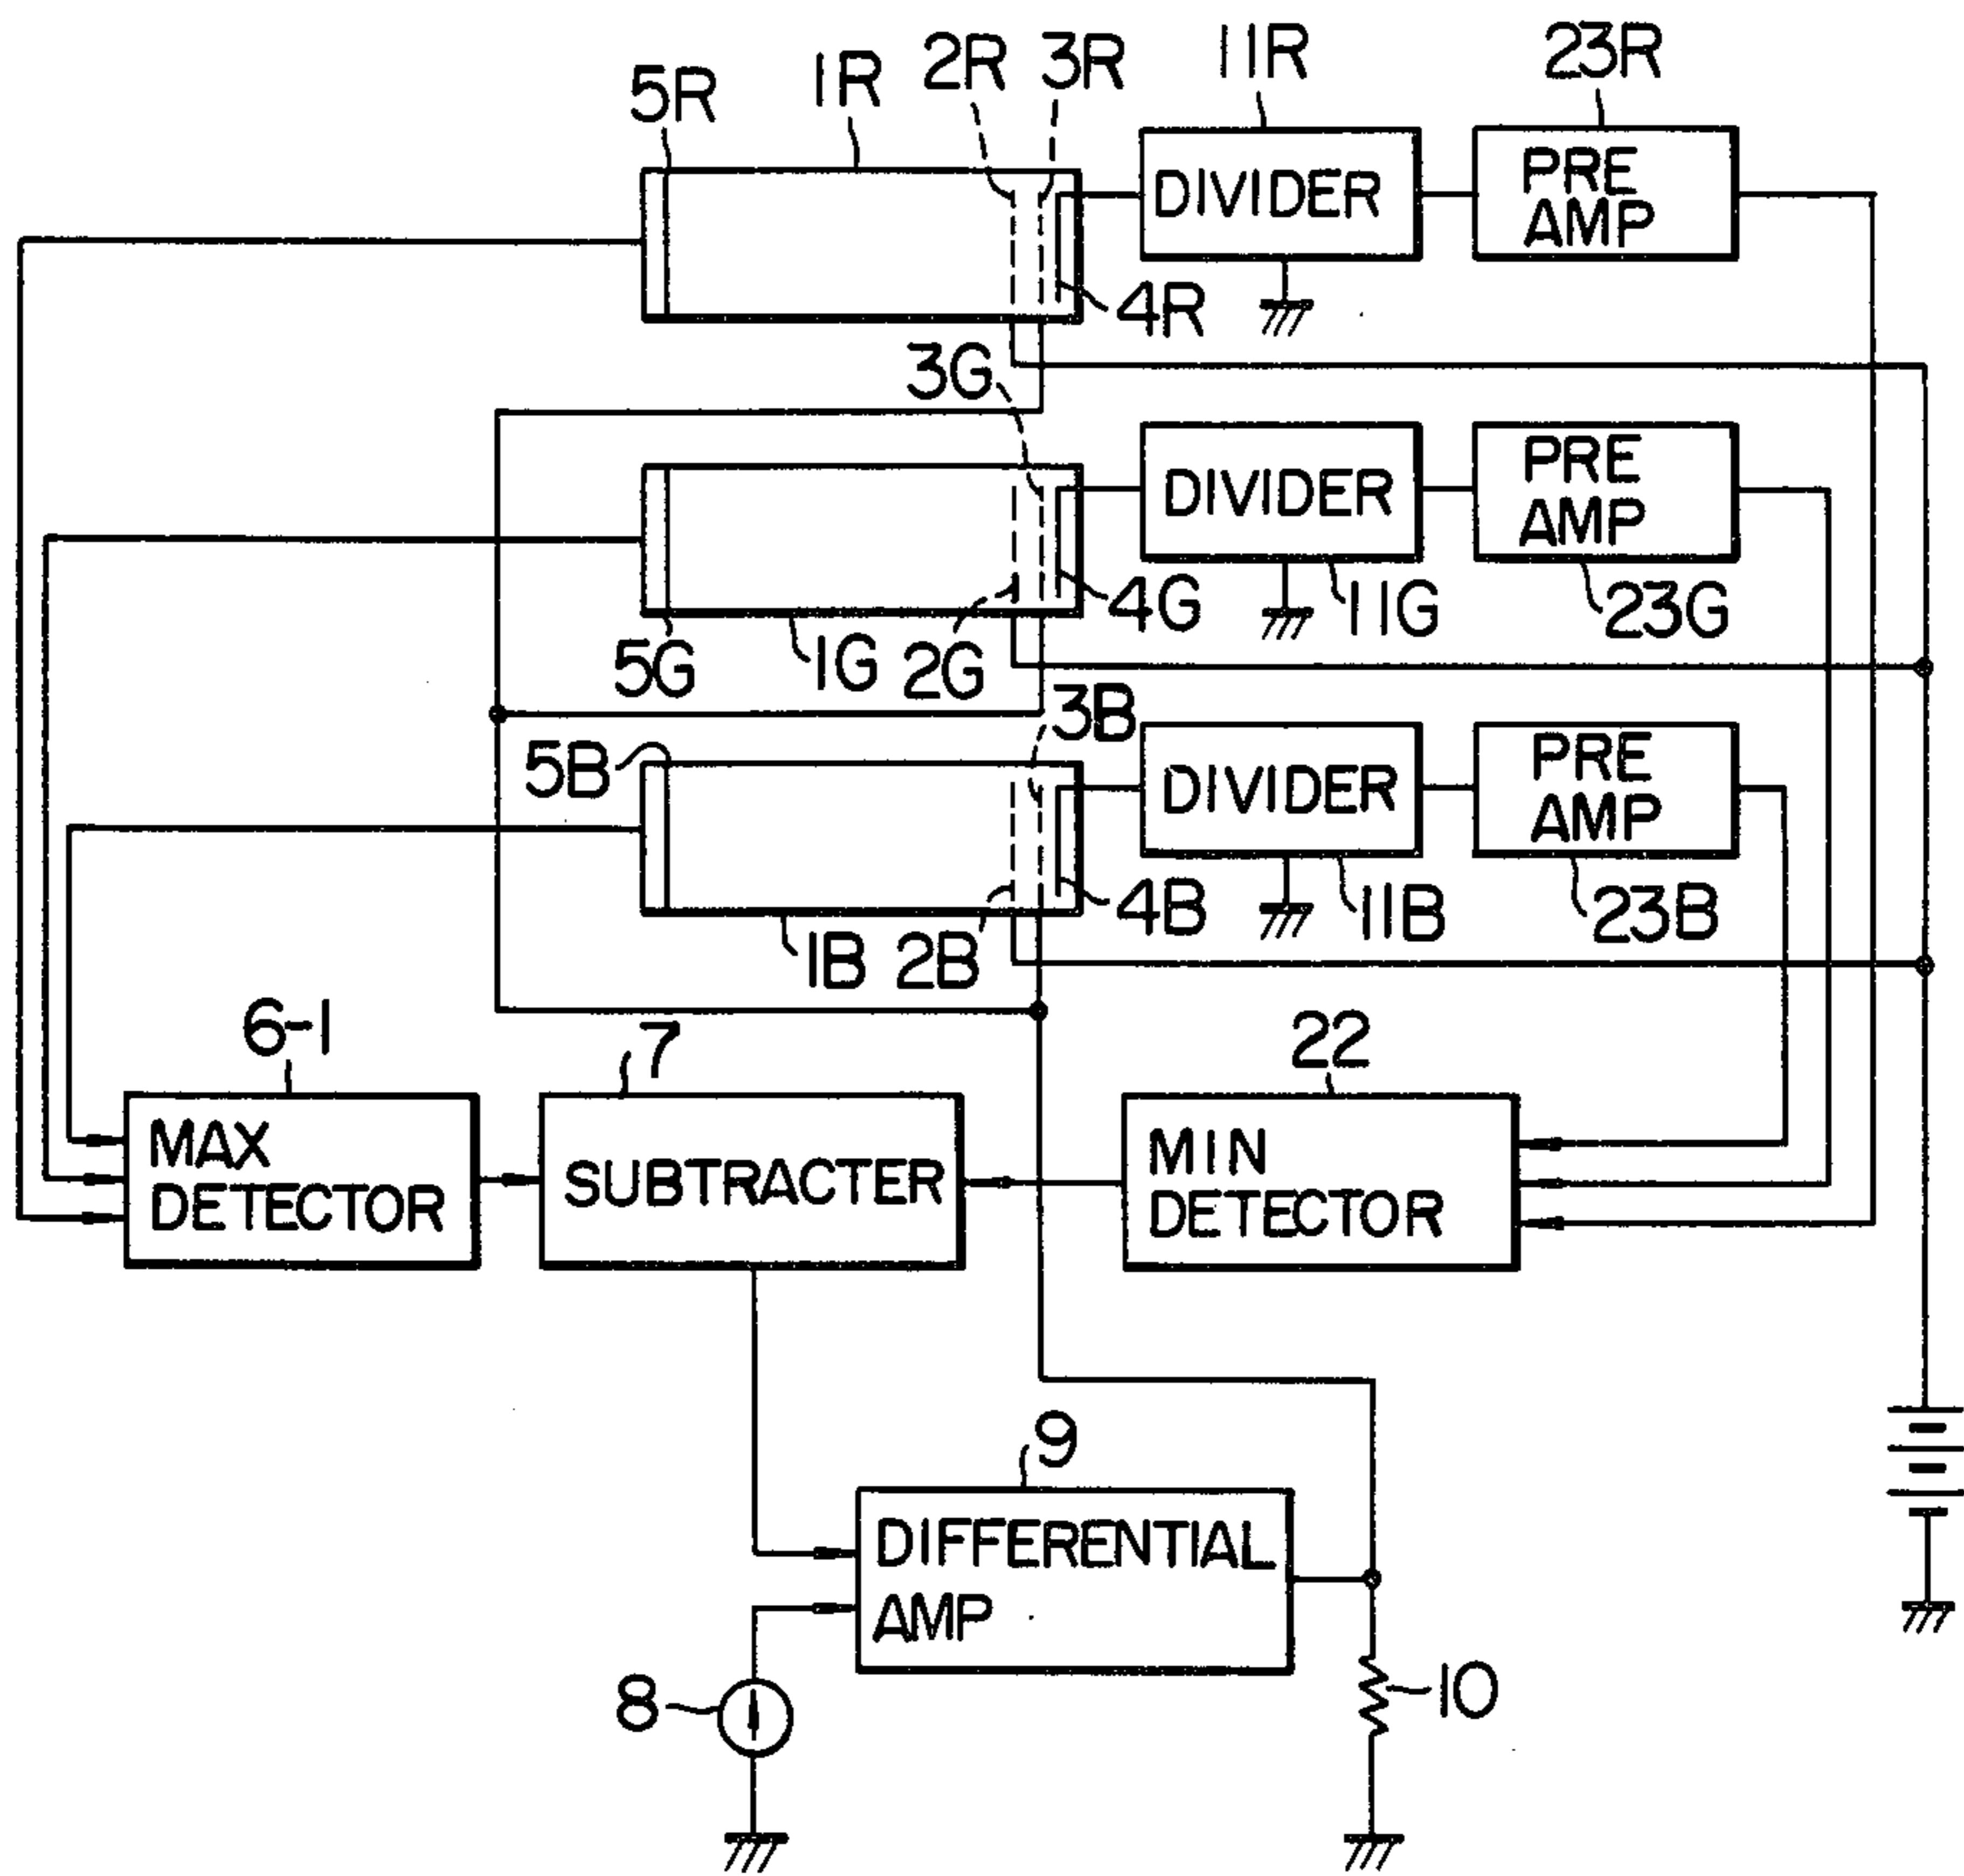 5R 1R 2R 3R 11R 23R
DIVIDER
PRE
AMP
4R
3G
DIVIDER
PRE
AMP
4G 11G 23G
5G 1G 2G
3B
5B
DIVIDER
PRE
AMP
4B 11B 23B
1B 2B
6-1 7 22
MAX
DETECTOR
SUBTRACTER
MIN
DETECTOR
9
DIFFERENTIAL
AMP
8
10